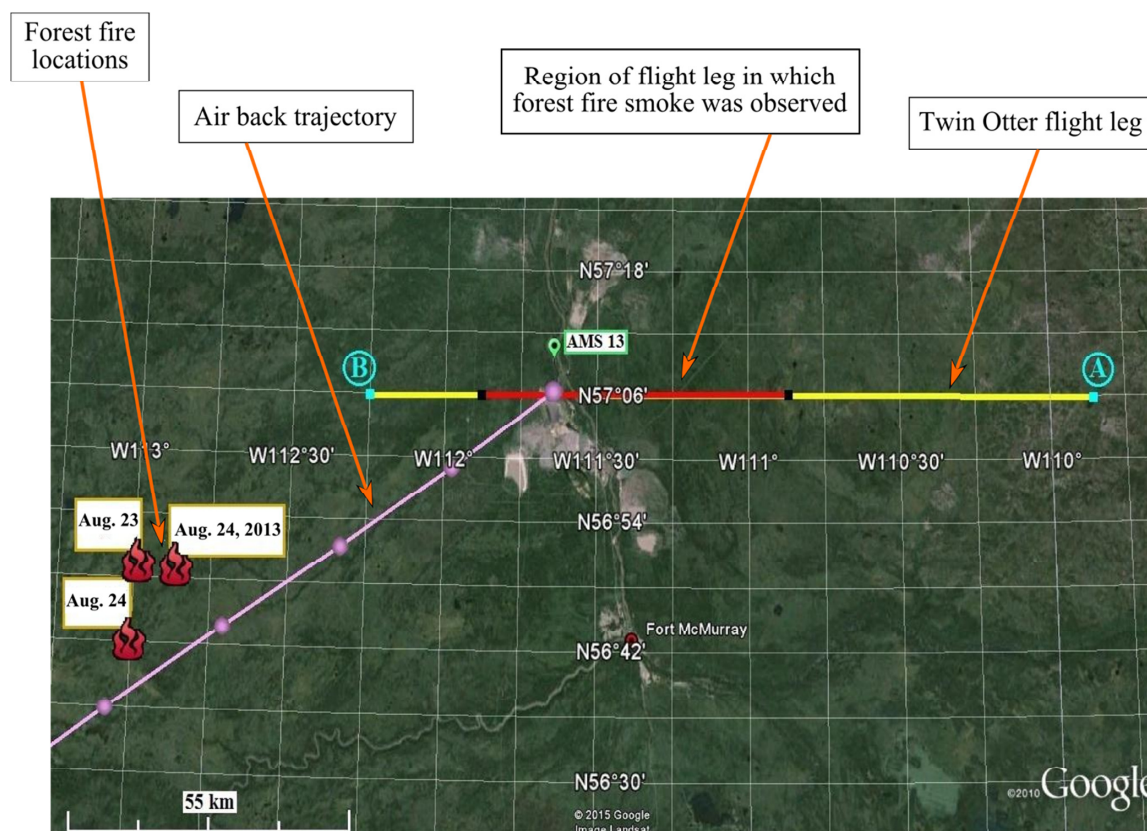 Forest fire
locations
Air back trajectory
Region of flight leg in which
forest fire smoke was observed
Twin Otter flight leg
N57°18'
AMS 13
B
A
N57°06'
W113°
W112°30'
W112°
W111°30'
W111°
W110°30'
W110°
Aug. 23
Aug. 24, 2013
N56°54'
Aug. 24
Fort McMurray
N56°42'
N56°30'
55 km
©2010 Google
© 2015 Google
Image Landsat